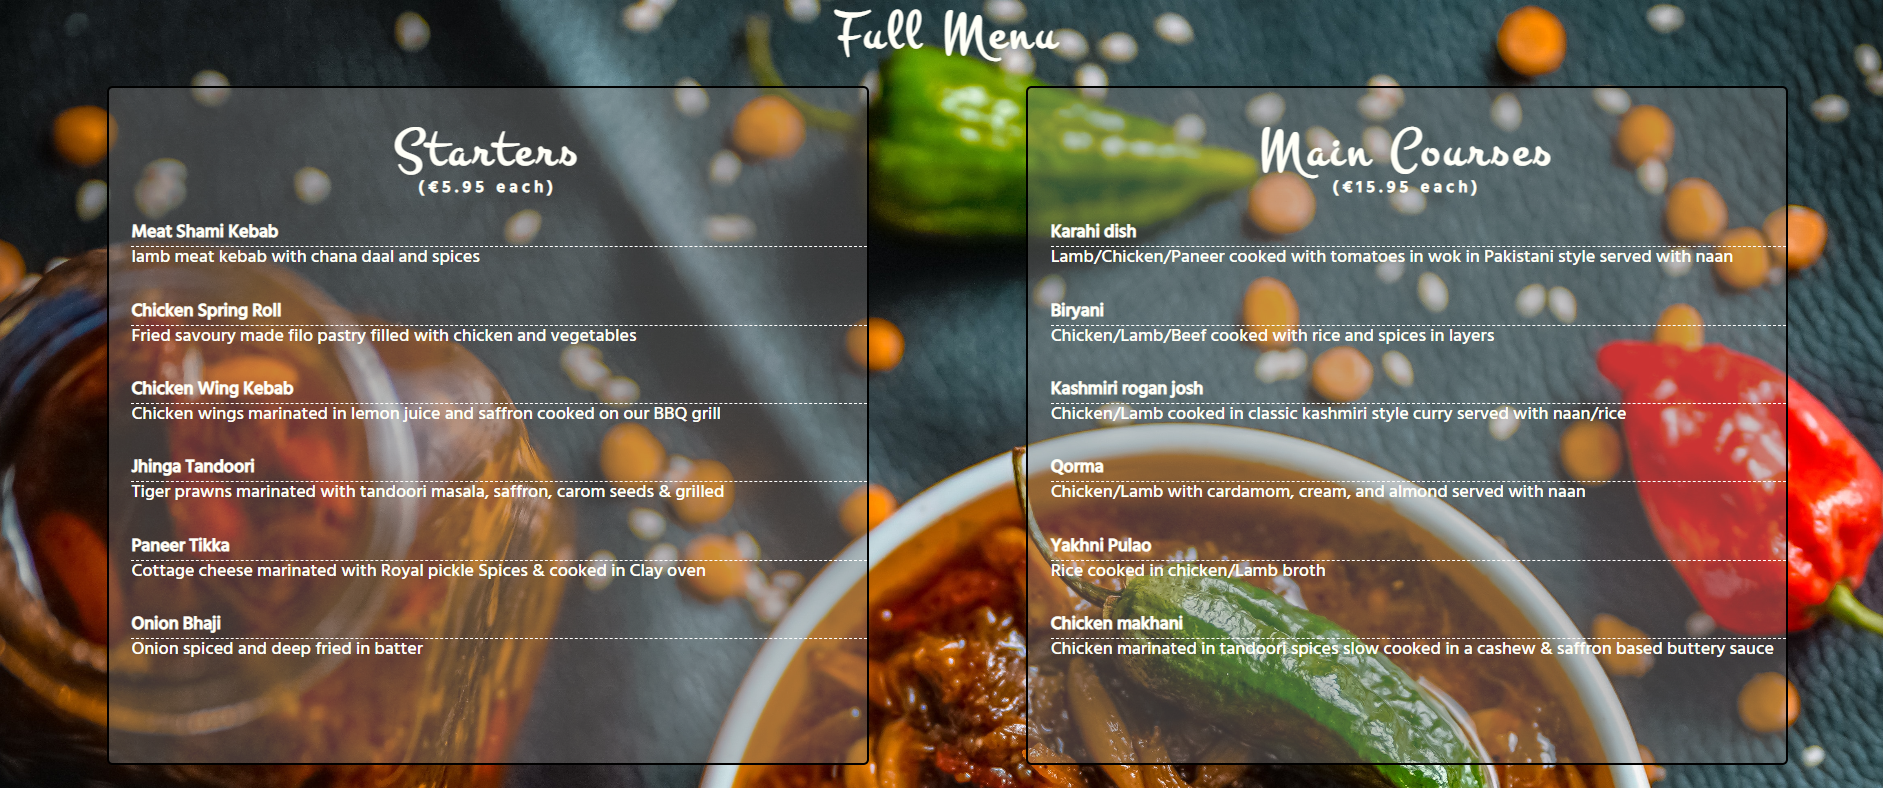 Full Menu
Starters
(€5.95 each)
Meat Shami Kebab
lamb meat kebab with chana daal and spices
Chicken Spring Roll
Fried savoury made filo pastry filled with chicken and vegetables
Chicken Wing Kebab
Chicken wings marinated in lemon juice and saffron cooked on our BBQ grill
Jhinga Tandoori
Tiger prawns marinated with tandoori masala, saffron, carom seeds & grilled
Paneer Tikka
Cottage cheese marinated with Royal pickle Spices & cooked in Clay oven
Onion Bhaji
Onion spiced and deep fried in batter
Main Courses
(€15.95 each)
Karahi dish
Lamb/Chicken/Paneer cooked with tomatoes in wok in Pakistani style served with naan
Biryani
Chicken/Lamb/Beef cooked with rice and spices in layers
Kashmiri rogan josh
Chicken/Lamb cooked in classic kashmiri style curry served with naan/rice
Qorma
Chicken/Lamb with cardamom, cream, and almond served with naan
Yakhni Pulao
Rice cooked in chicken/Lamb broth
Chicken makhani
Chicken marinated in tandoori spices slow cooked in a cashew & saffron based buttery sauce